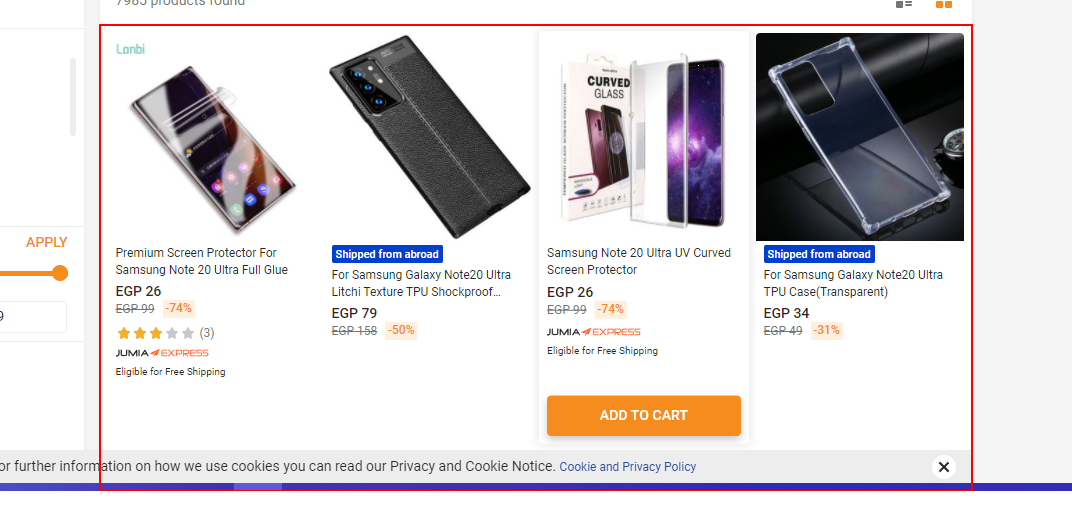 7985 products found
Lanbi
CURVED
GLASS
Premium Screen Protector For
Samsung Note 20 Ultra Full Glue
EGP 26
EGP 99 -74%
(3)
JUMIA EXPRESS
Eligible for Free Shipping
Shipped from abroad
For Samsung Galaxy Note20 Ultra
Litchi Texture TPU Shockproof...
EGP 79
EGP 158 -50%
Samsung Note 20 Ultra UV Curved
Screen Protector
EGP 26
EGP 99 -74%
JUMIA EXPRESS
Eligible for Free Shipping
ADD TO CART
Shipped from abroad
For Samsung Galaxy Note20 Ultra
TPU Case(Transparent)
EGP 34
EGP 49 -31%
APPLY
9
or further information on how we use cookies you can read our Privacy and Cookie Notice. Cookie and Privacy Policy